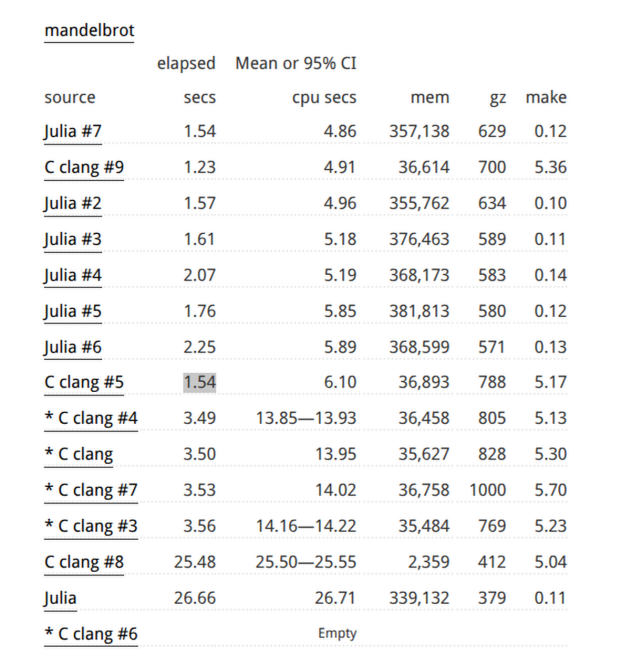 mandelbrot
elapsed Mean or 95% CI
source secs cpu secs mem gz make
Julia #7 1.54 4.86 357,138 629 0.12
C clang #9 1.23 4.91 36,614 700 5.36
Julia #2 1.57 4.96 355,762 634 0.10
Julia #3 1.61 5.18 376,463 589 0.11
Julia #4 2.07 5.19 368,173 583 0.14
Julia #5 1.76 5.85 381,813 580 0.12
Julia #6 2.25 5.89 368,599 571 0.13
C clang #5 1.54 6.10 36,893 788 5.17
* C clang #4 3.49 13.85—13.93 36,458 805 5.13
* C clang 3.50 13.95 35,627 828 5.30
* C clang #7 3.53 14.02 36,758 1000 5.70
* C clang #3 3.56 14.16—14.22 35,484 769 5.23
C clang #8 25.48 25.50—25.55 2,359 412 5.04
Julia 26.66 26.71 339,132 379 0.11
* C clang #6 Empty